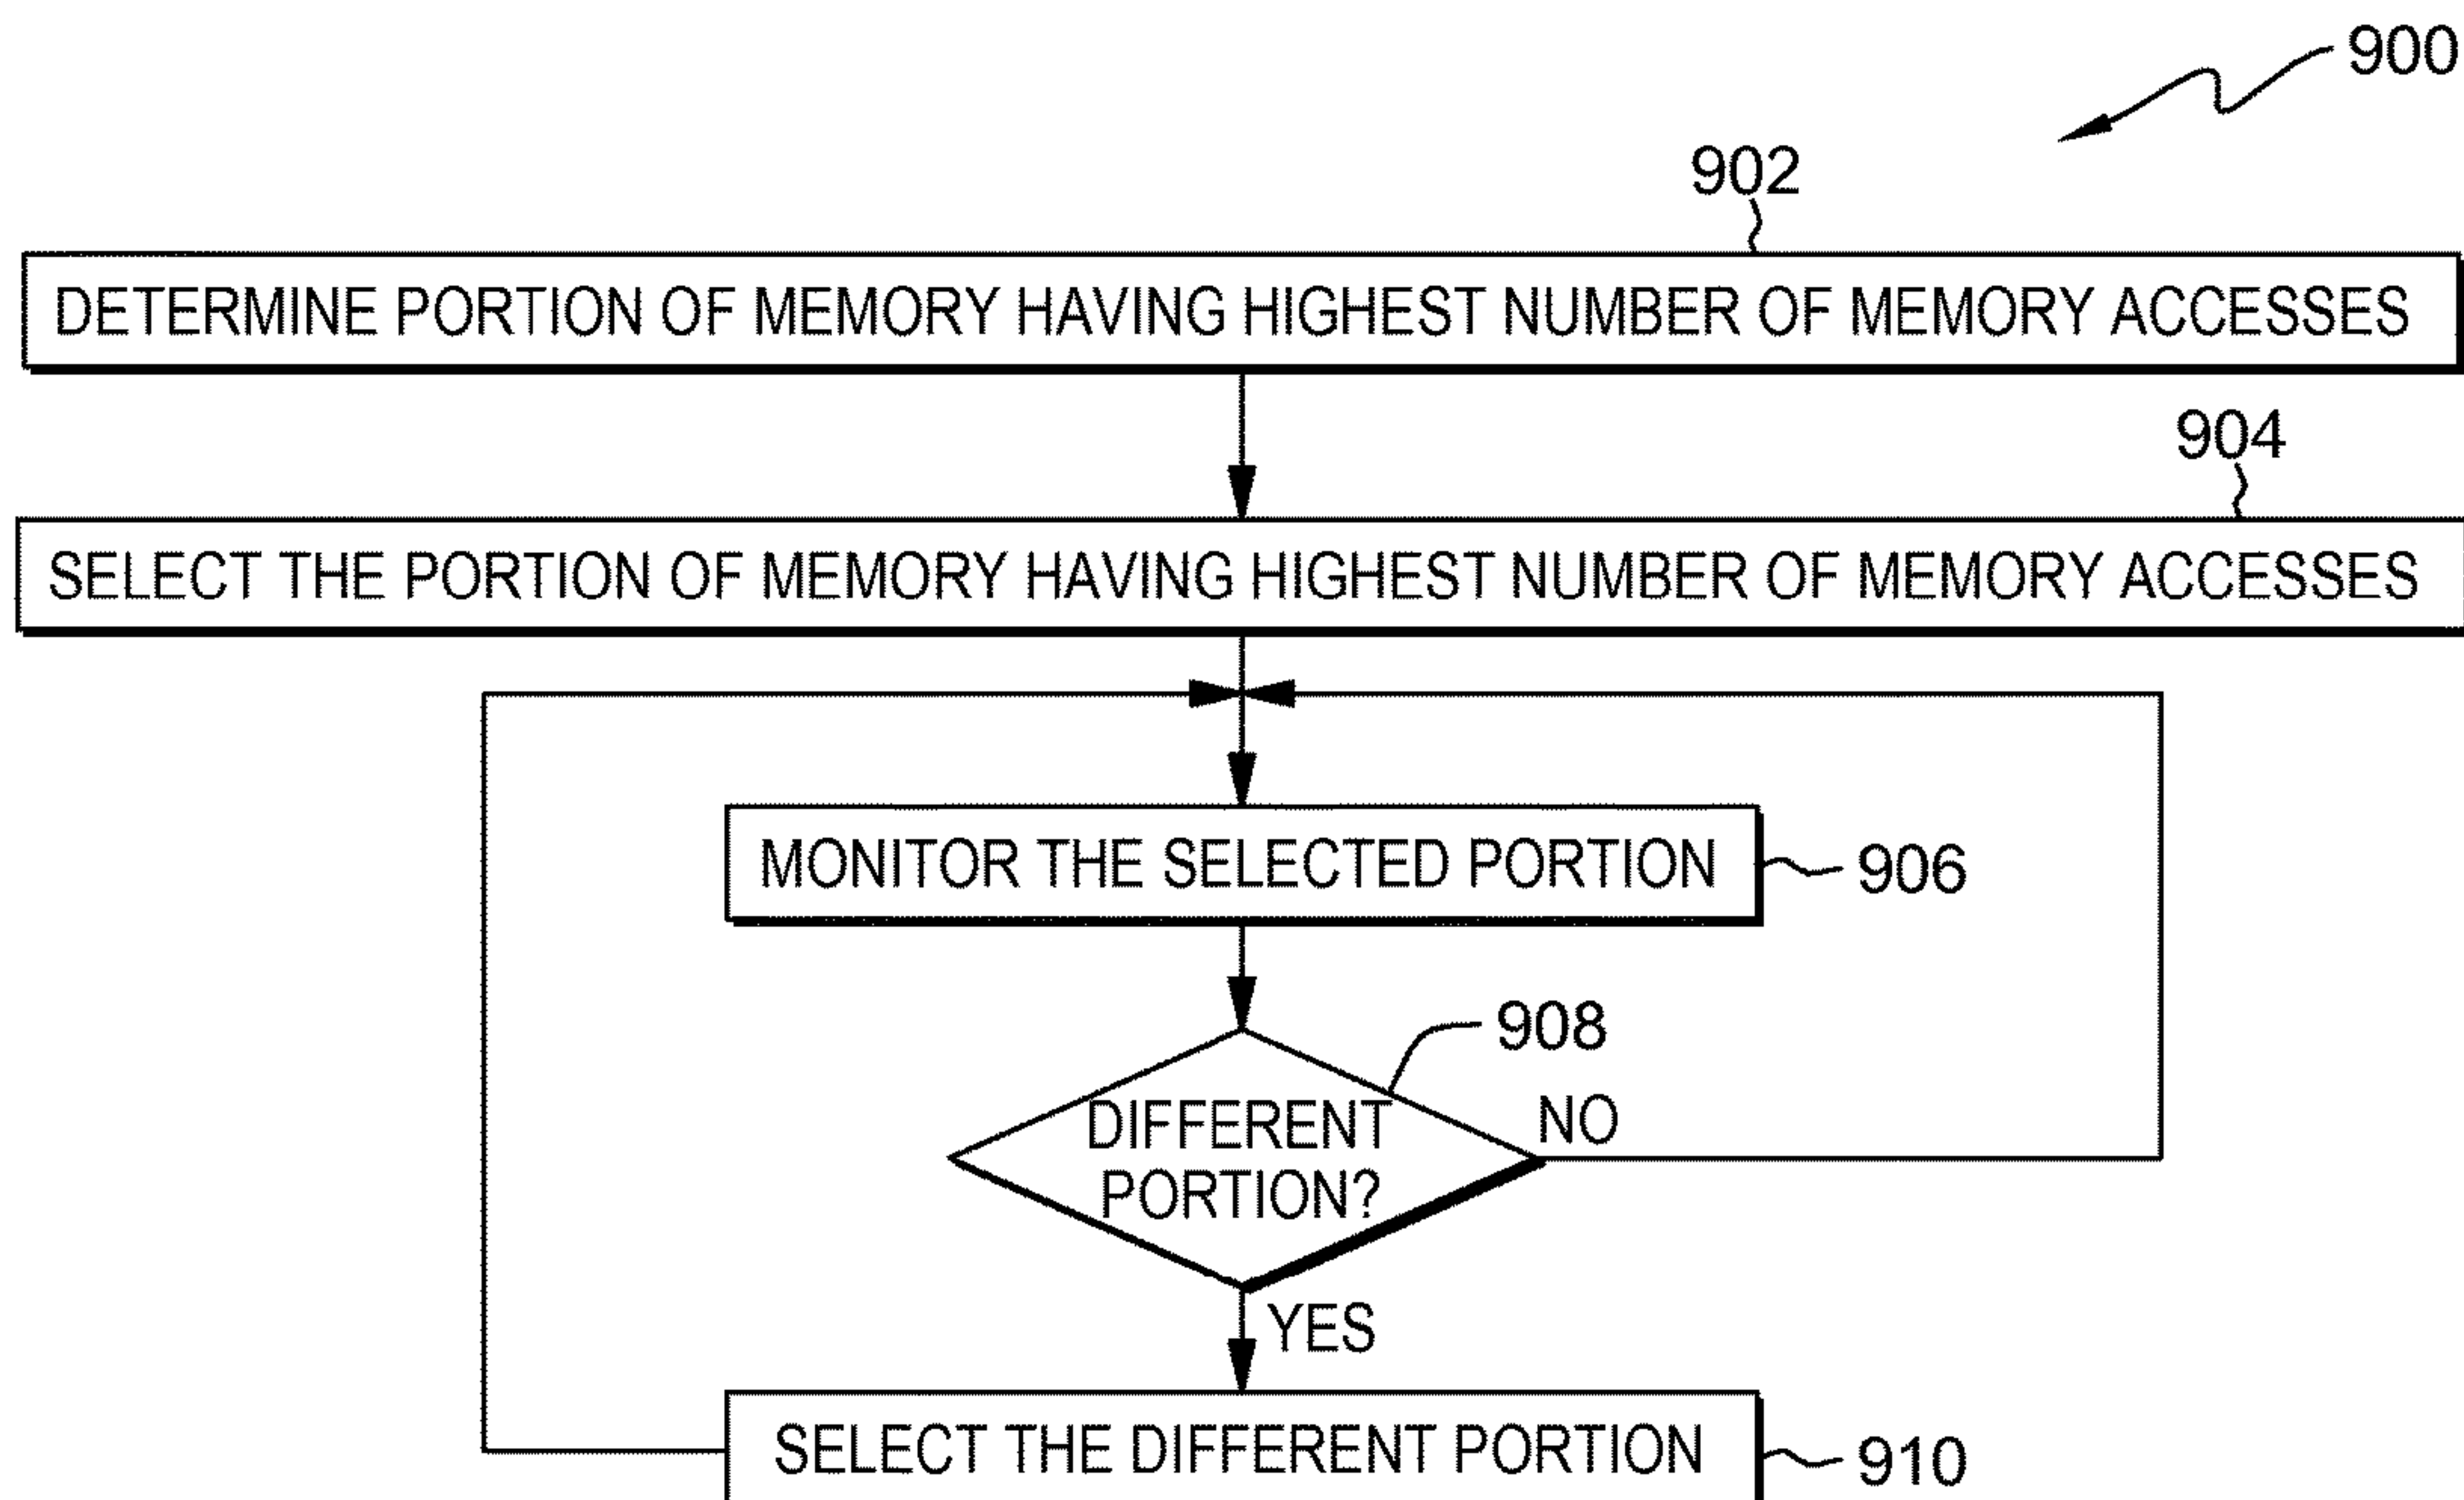 900
902
DETERMINE PORTION OF MEMORY HAVING HIGHEST NUMBER OF MEMORY ACCESSES
904
SELECT THE PORTION OF MEMORY HAVING HIGHEST NUMBER OF MEMORY ACCESSES
MONITOR THE SELECTED PORTION
906
908
DIFFERENT
PORTION?
NO
YES
SELECT THE DIFFERENT PORTION
910